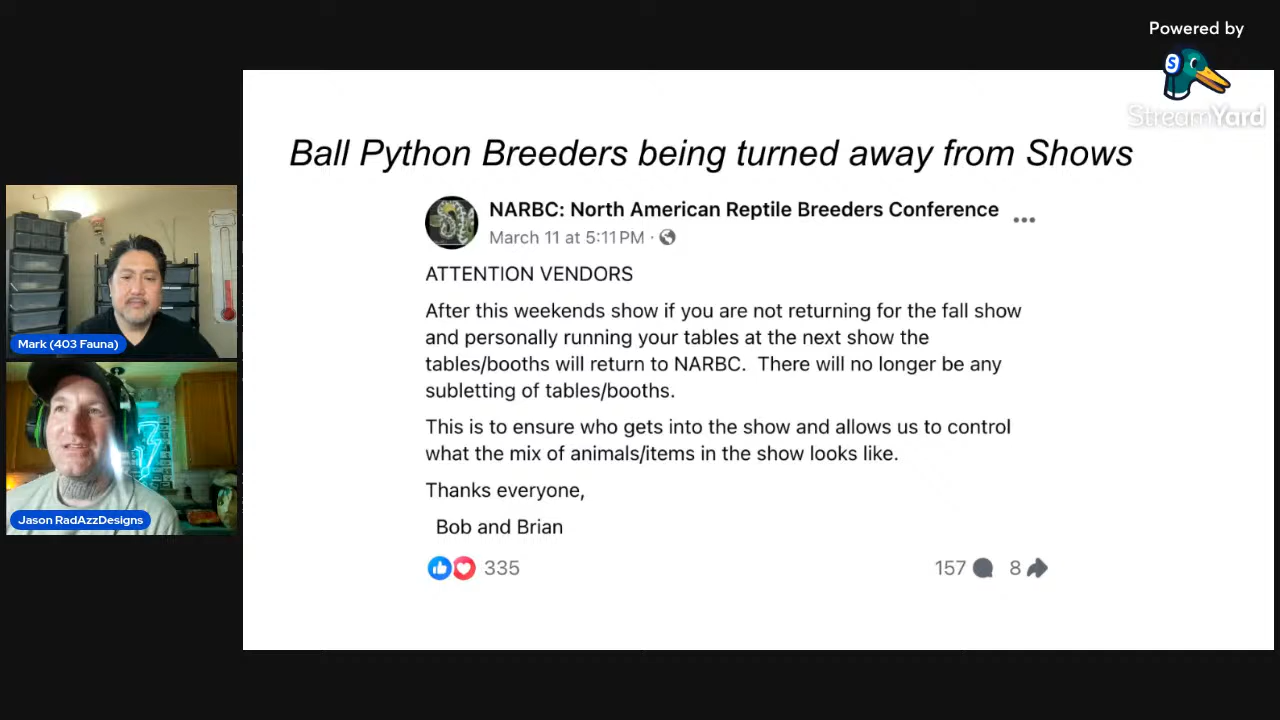 Powered by
S
StreamYard
Ball Python Breeders being turned away from Shows
NARBC: North American Reptile Breeders Conference
March 11 at 5:11 PM ·
ATTENTION VENDORS
After this weekends show if you are not returning for the fall show
and personally running your tables at the next show the
tables/booths will return to NARBC.  There will no longer be any
subletting of tables/booths.
This is to ensure who gets into the show and allows us to control
what the mix of animals/items in the show looks like.
Thanks everyone,
Bob and Brian
335
157
8
Mark (403 Fauna)
Jason RadAzzDesigns